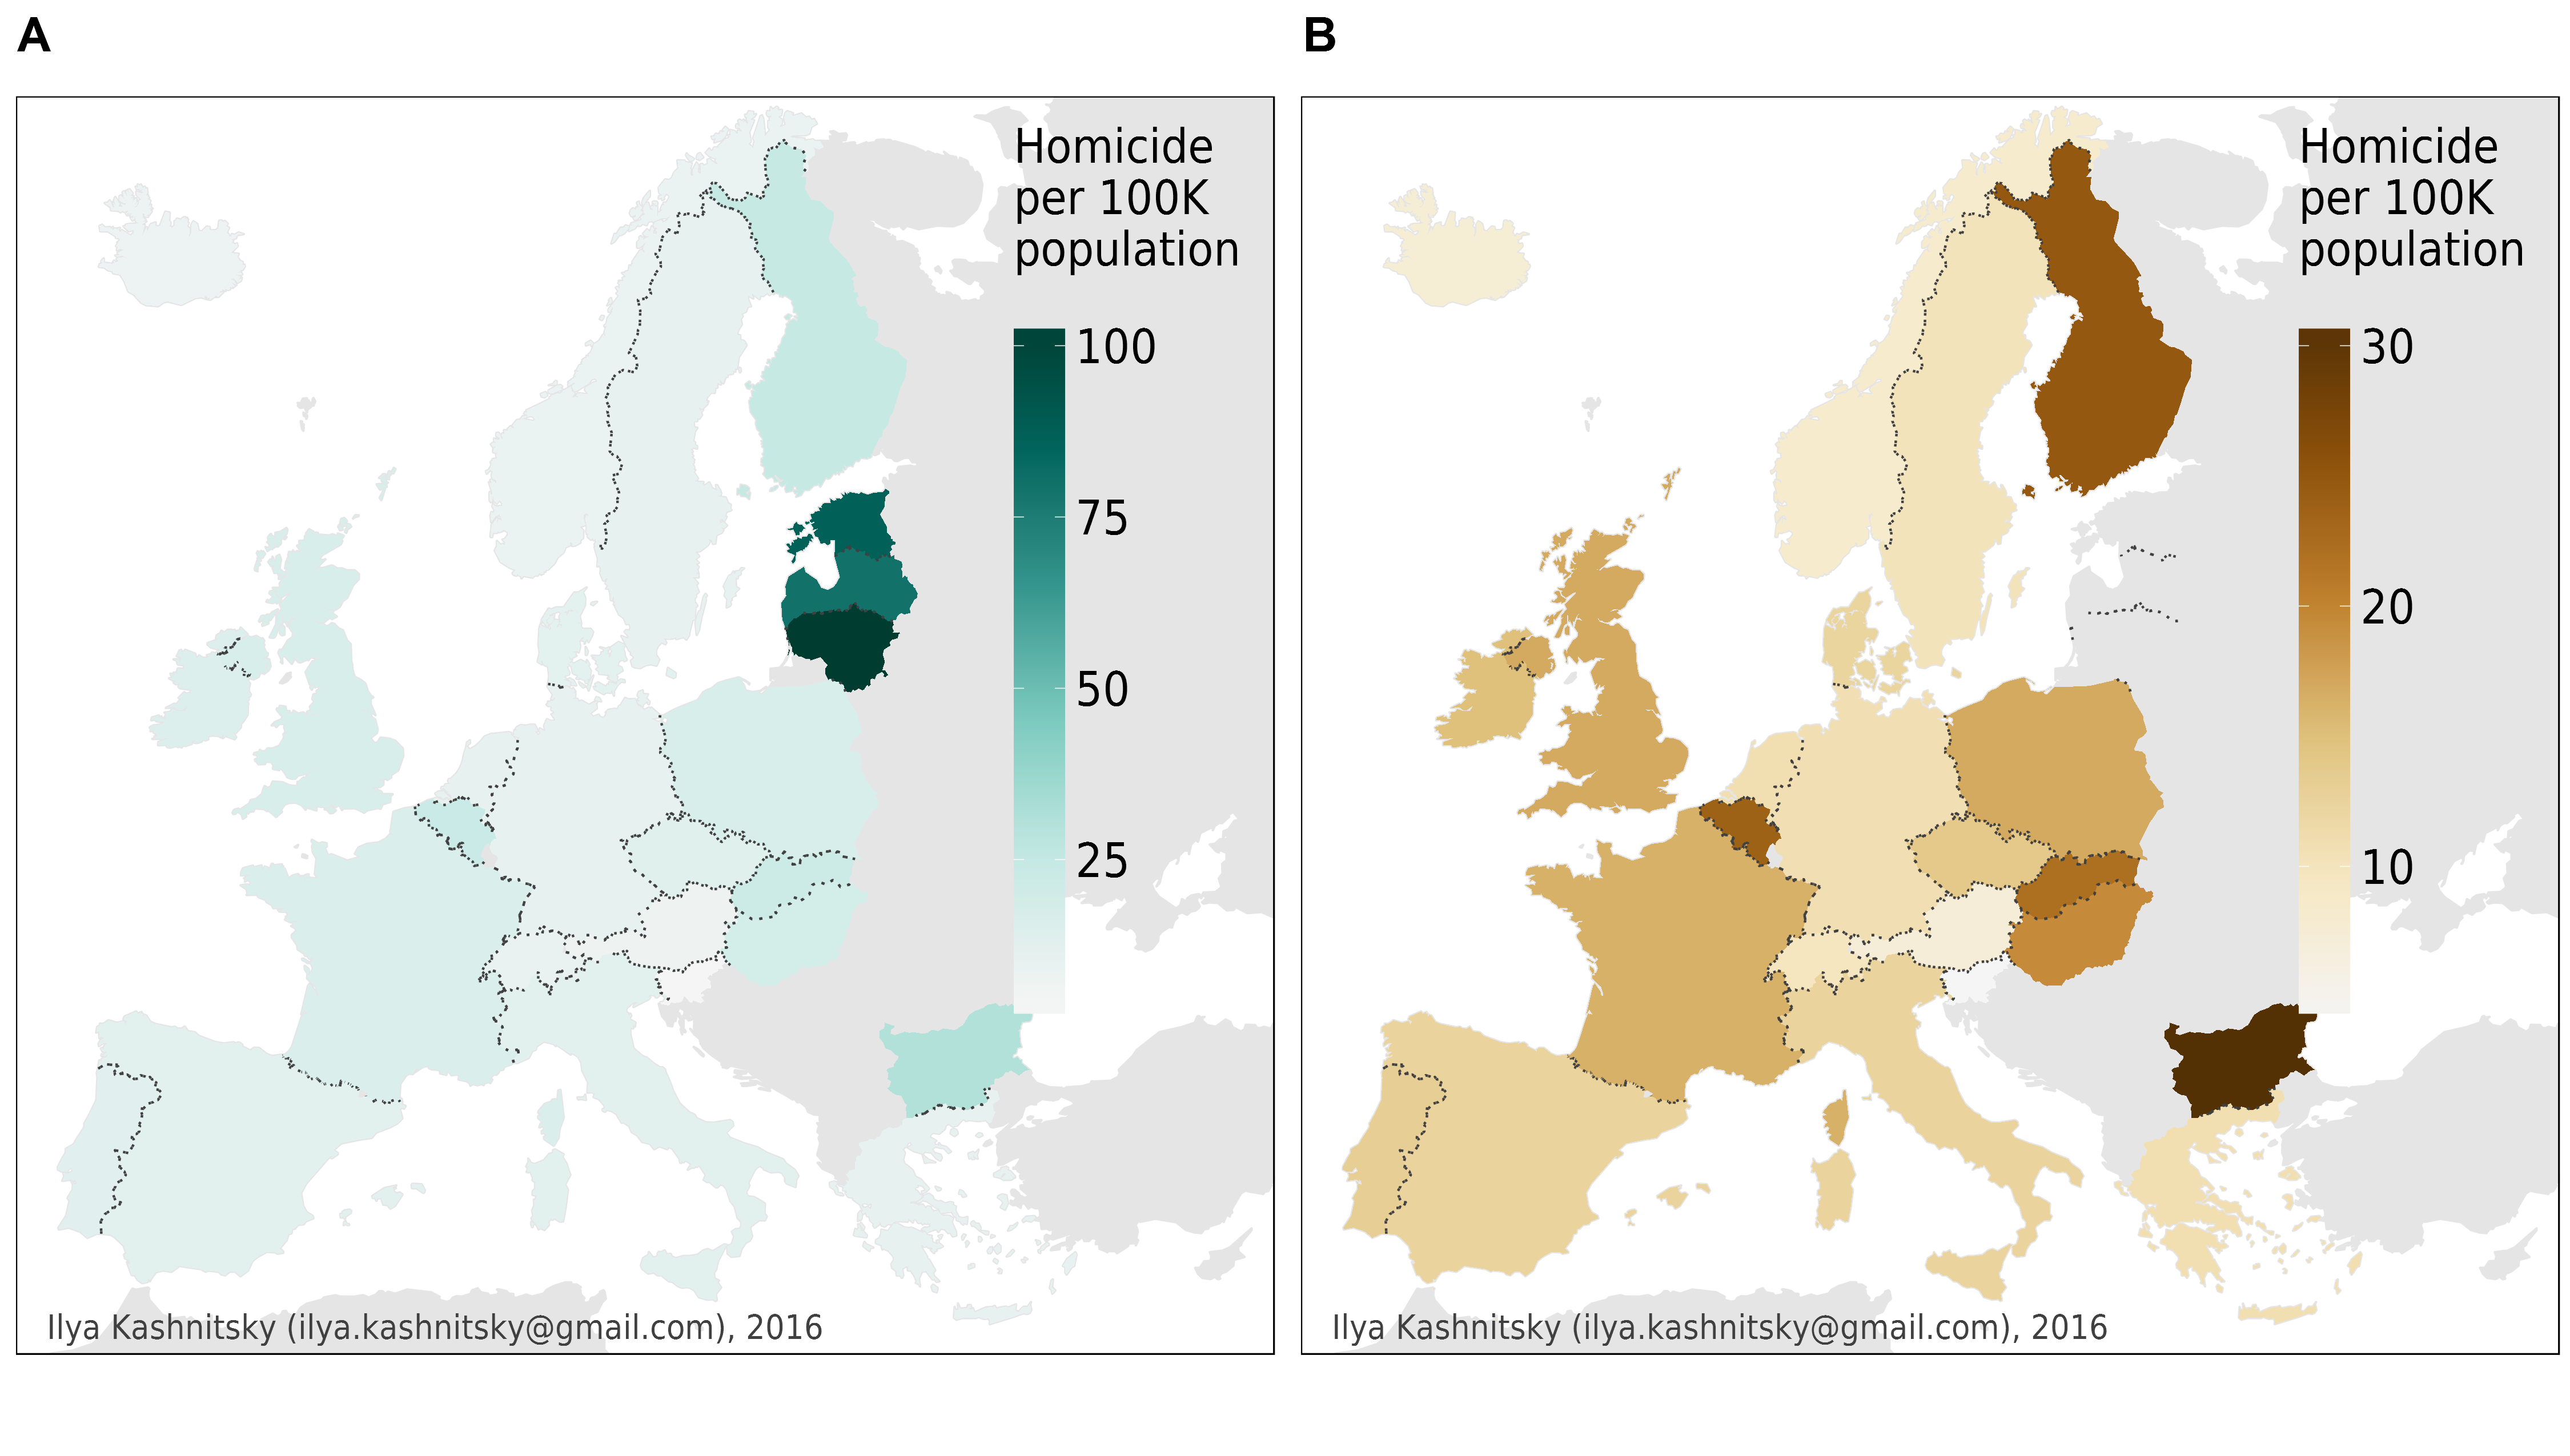 A
Homicide
per 100K
population
100
75
50
25
Ilya Kashnitsky (ilya.kashnitsky@gmail.com), 2016
B
Homicide
per 100K
population
30
20
10
Ilya Kashnitsky (ilya.kashnitsky@gmail.com), 2016